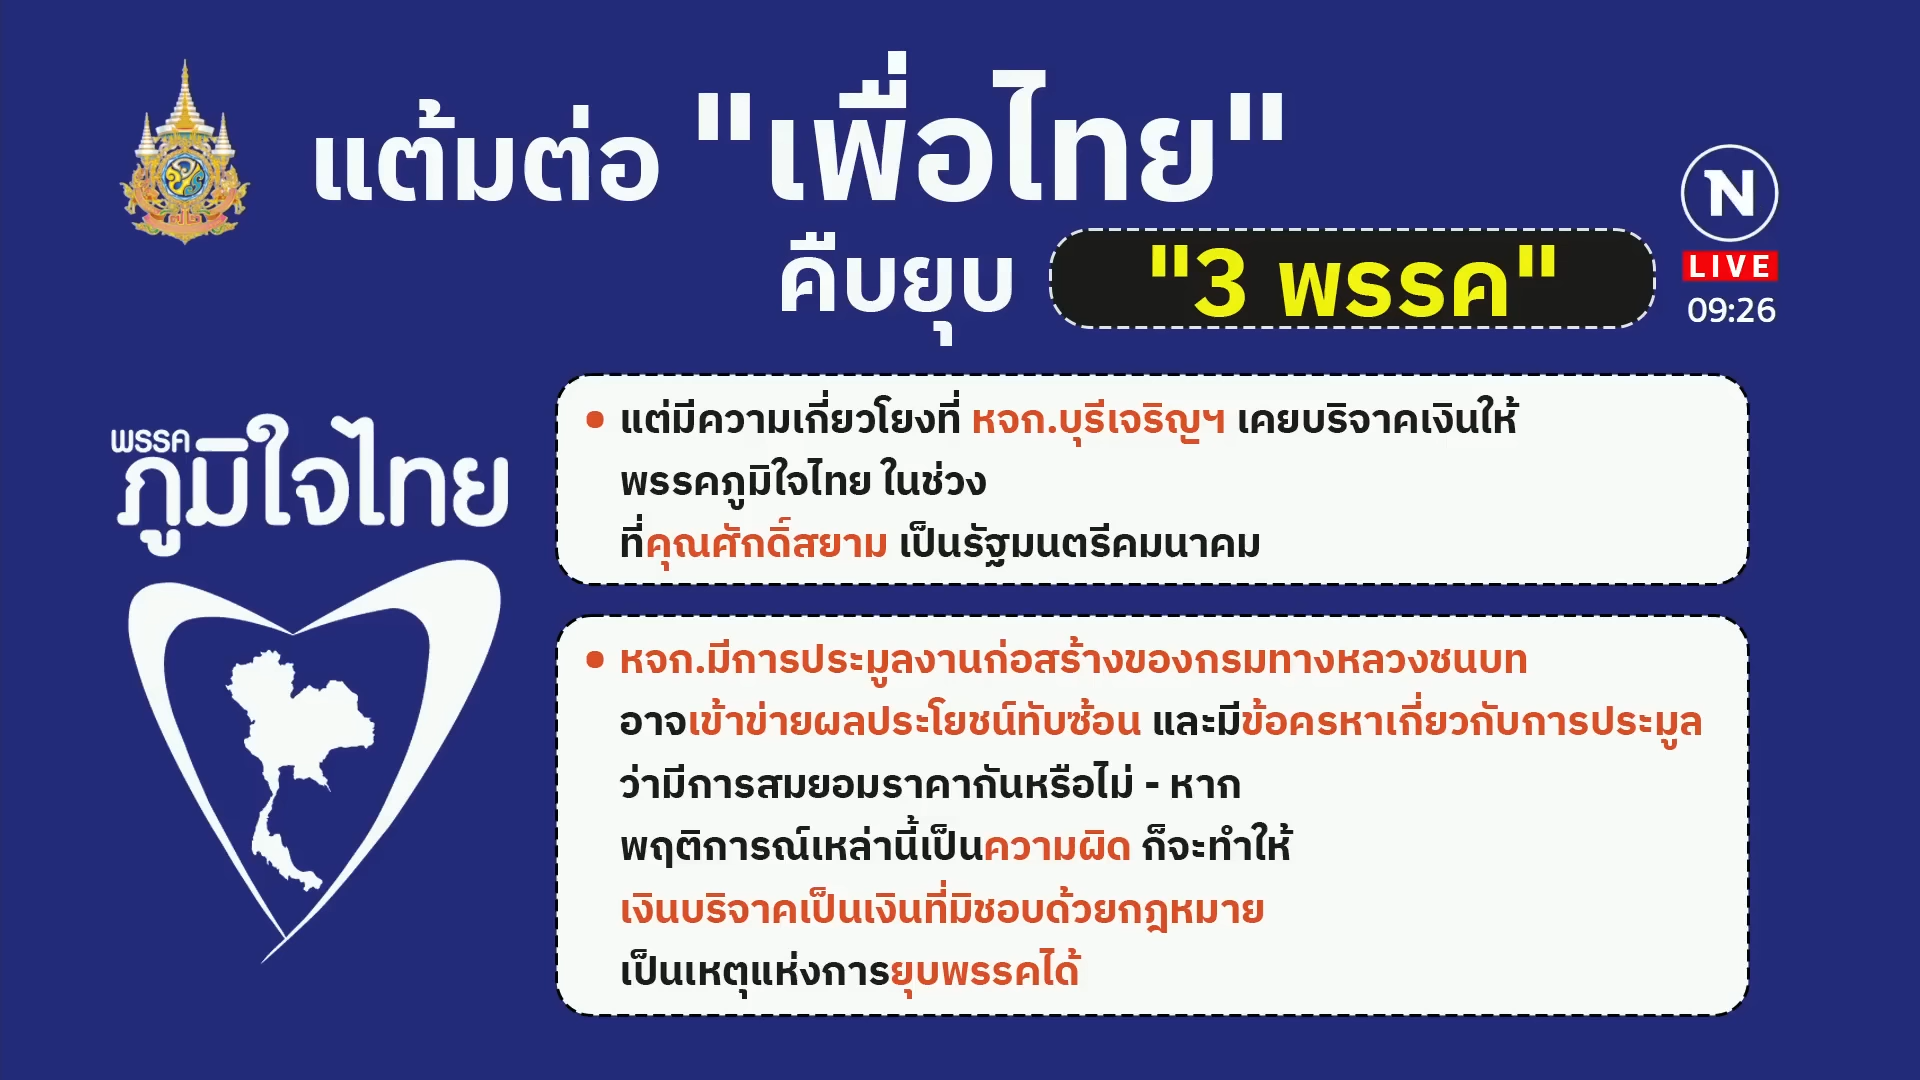 แต้มต่อ "เพื่อไทย"
คืบยุบ "3 พรรค"
N
LIVE
09:26
พรรค
ภูมิใจไทย
• แต่มีความเกี่ยวโยงที่ หจก.บุรีเจริญฯ เคยบริจาคเงินให้
พรรคภูมิใจไทย ในช่วง
ที่คุณศักดิ์สยาม เป็นรัฐมนตรีคมนาคม
• หจก.มีการประมูลงานก่อสร้างของกรมทางหลวงชนบท
อาจเข้าข่ายผลประโยชน์ทับซ้อน และมีข้อครหาเกี่ยวกับการประมูล
ว่ามีการสมยอมราคากันหรือไม่ - หาก
พฤติการณ์เหล่านี้เป็นความผิด ก็จะทำให้
เงินบริจาคเป็นเงินที่มิชอบด้วยกฎหมาย
เป็นเหตุแห่งการยุบพรรคได้